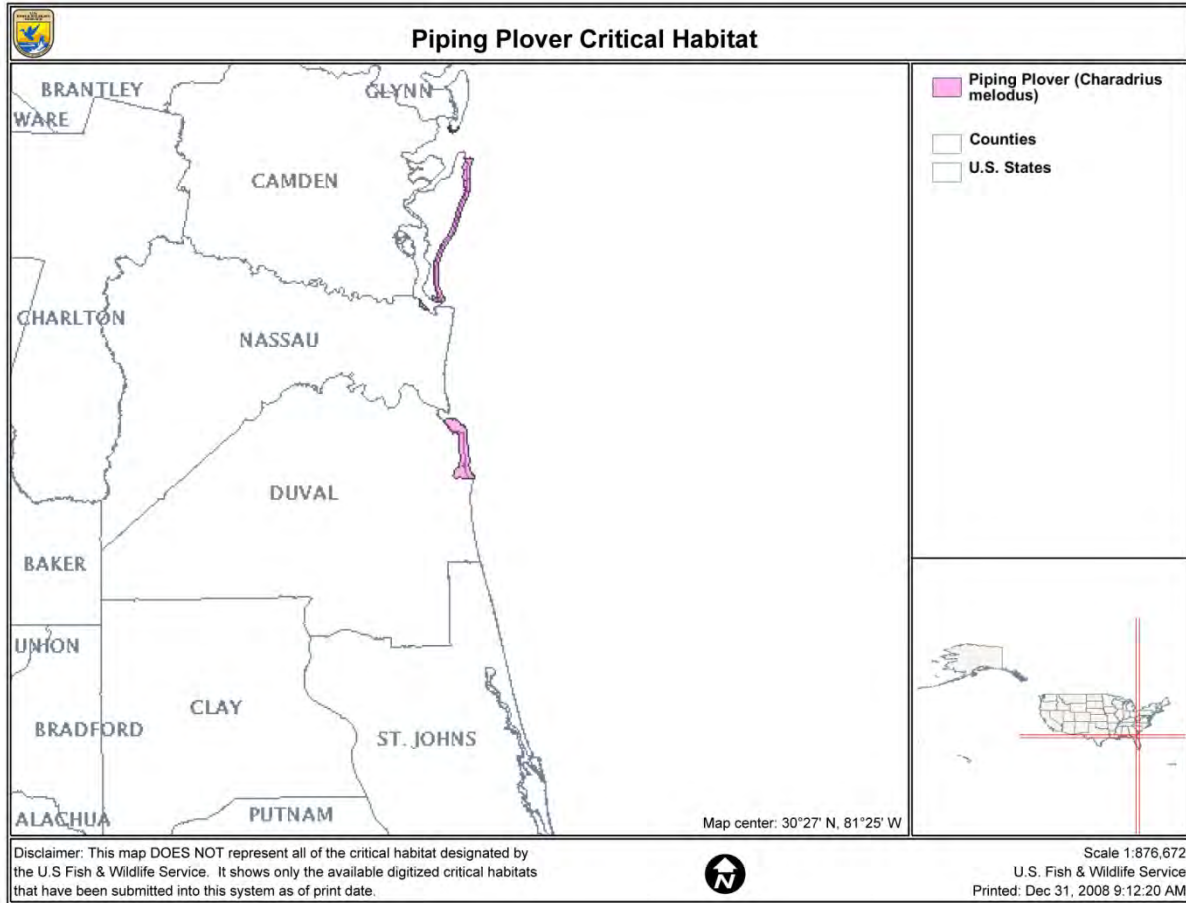 Piping Plover Critical Habitat
BRANTLEY
GLYNN
WARE
CAMDEN
CHARLTON
NASSAU
DUVAL
BAKER
UNION
CLAY
BRADFORD
ST. JOHNS
ALACHUA
PUTNAM
Map center: 30°27' N, 81°25' W
Piping Plover (Charadrius
melodus)
Counties
U.S. States
Disclaimer: This map DOES NOT represent all of the critical habitat designated by
the U.S Fish & Wildlife Service. It shows only the available digitized critical habitats
that have been submitted into this system as of print date.
N
Scale 1:876,672
U.S. Fish & Wildlife Service
Printed: Dec 31, 2008 9:12:20 AM